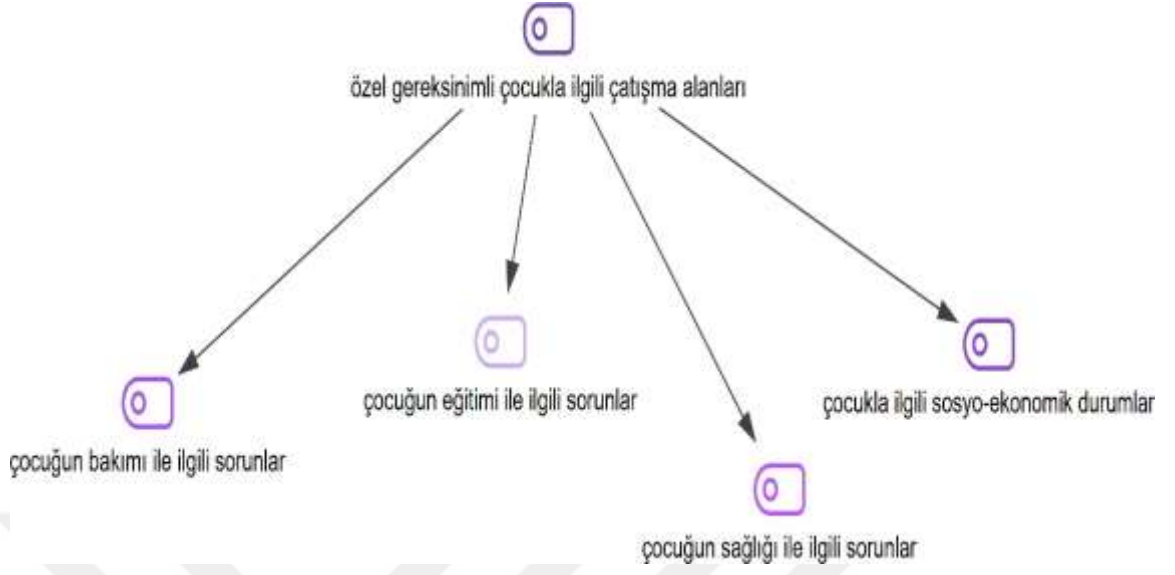 özel gereksinimli çocukla ilgili çatışma alanları
çocuğun eğitimi ile ilgili sorunlar
çocukla ilgili sosyo-ekonomik durumlar
çocuğun bakımı ile ilgili sorunlar
çocuğun sağlığı ile ilgili sorunlar